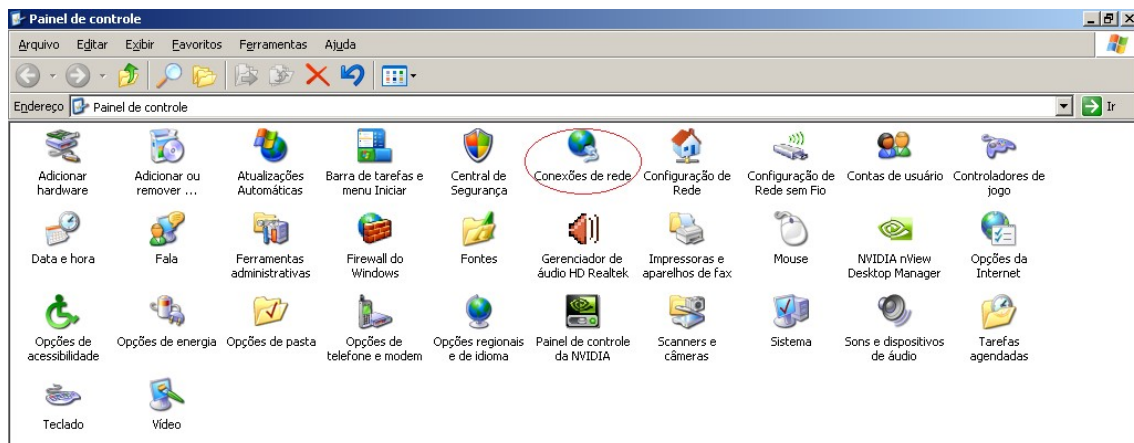 Painel de controle
Arquivo Editar Exibir Favoritos Ferramentas Ajuda
Endereço Painel de controle Ir
Adicionar hardware
Adicionar ou remover ...
Atualizações Automáticas
Barra de tarefas e menu Iniciar
Central de Segurança
Conexões de rede
Configuração de Rede
Configuração de Rede sem Fio
Contas de usuário
Controladores de jogo
Data e hora
Fala
Ferramentas administrativas
Firewall do Windows
Fontes
Gerenciador de áudio HD Realtek
Impressoras e aparelhos de fax
Mouse
NVIDIA nView Desktop Manager
Opções da Internet
Opções de acessibilidade
Opções de energia
Opções de pasta
Opções de telefone e modem
Opções regionais e de idioma
Painel de controle da NVIDIA
Scanners e câmeras
Sistema
Sons e dispositivos de áudio
Tarefas agendadas
Teclado
Vídeo